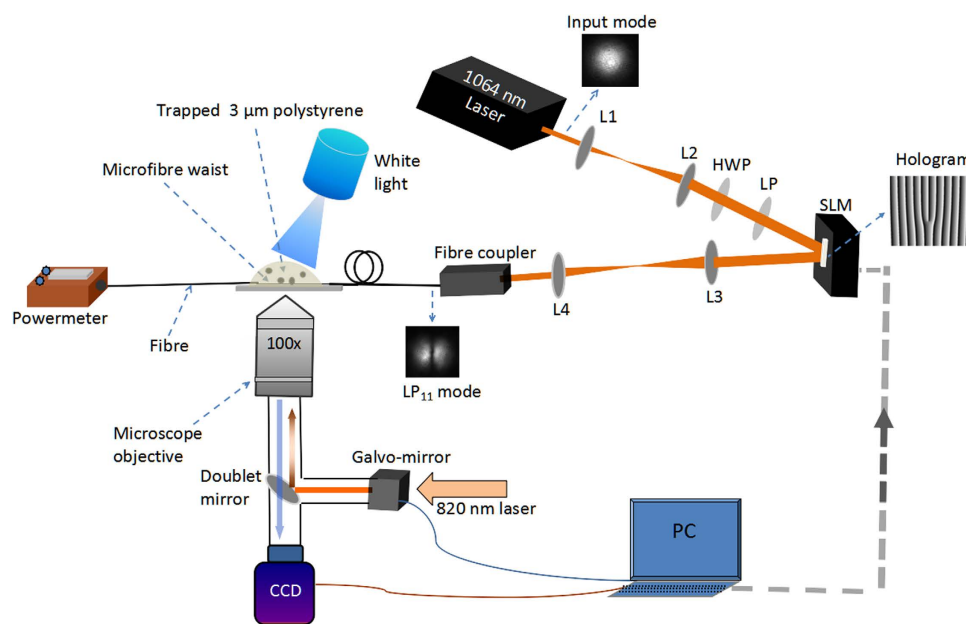 Input mode
1064 nm
Laser
L1
Trapped 3 µm polystyrene
Microfibre waist
White
light
L2
HWP
LP
Hologram
SLM
Fibre coupler
L4
L3
Powermeter
Fibre
100x
LP₁₁ mode
Microscope
objective
Doublet
mirror
Galvo-mirror
820 nm laser
PC
CCD